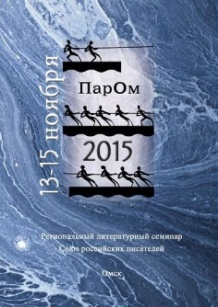 13-15 ноября
ПарОм
2015
Региональный литературный семинар
Союз российских писателей
Омск